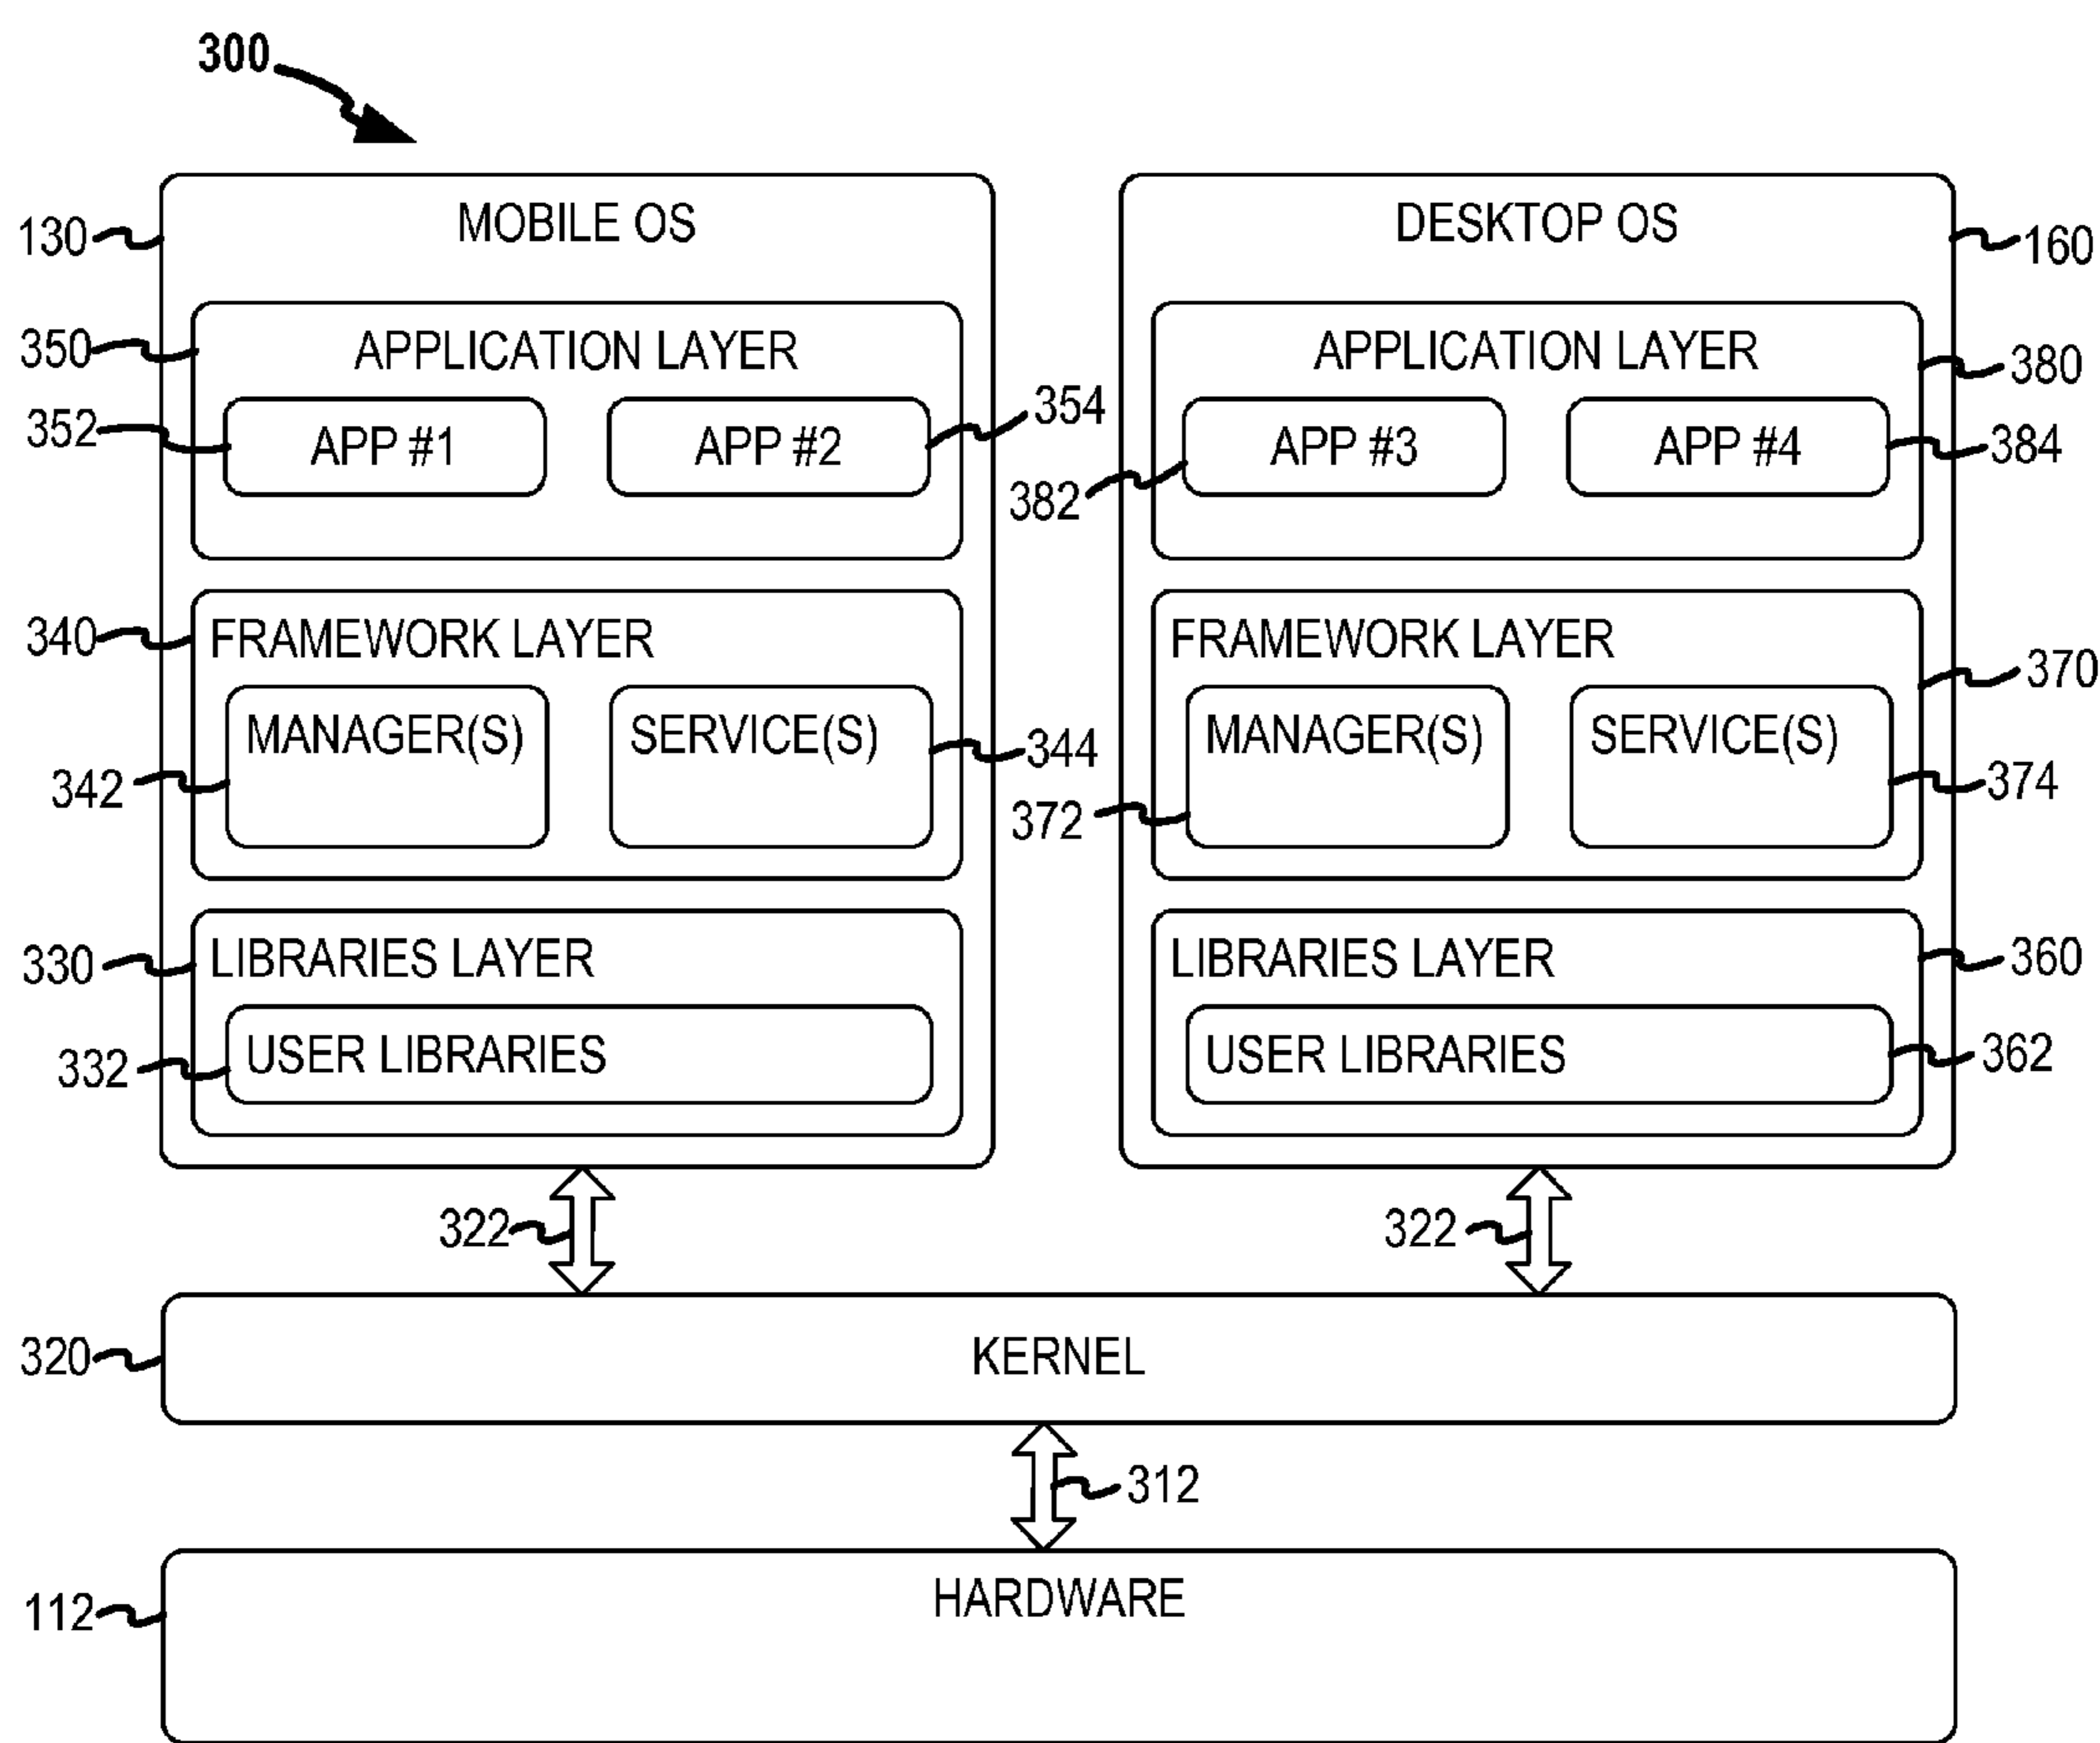 300
MOBILE OS
DESKTOP OS
130
160
APPLICATION LAYER
APPLICATION LAYER
350
380
352
APP #1
APP #2
354
382
APP #3
APP #4
384
340
FRAMEWORK LAYER
FRAMEWORK LAYER
370
MANAGER(S)
SERVICE(S)
MANAGER(S)
SERVICE(S)
342
344
372
374
330
LIBRARIES LAYER
LIBRARIES LAYER
360
332
USER LIBRARIES
USER LIBRARIES
362
322
322
320
KERNEL
312
112
HARDWARE